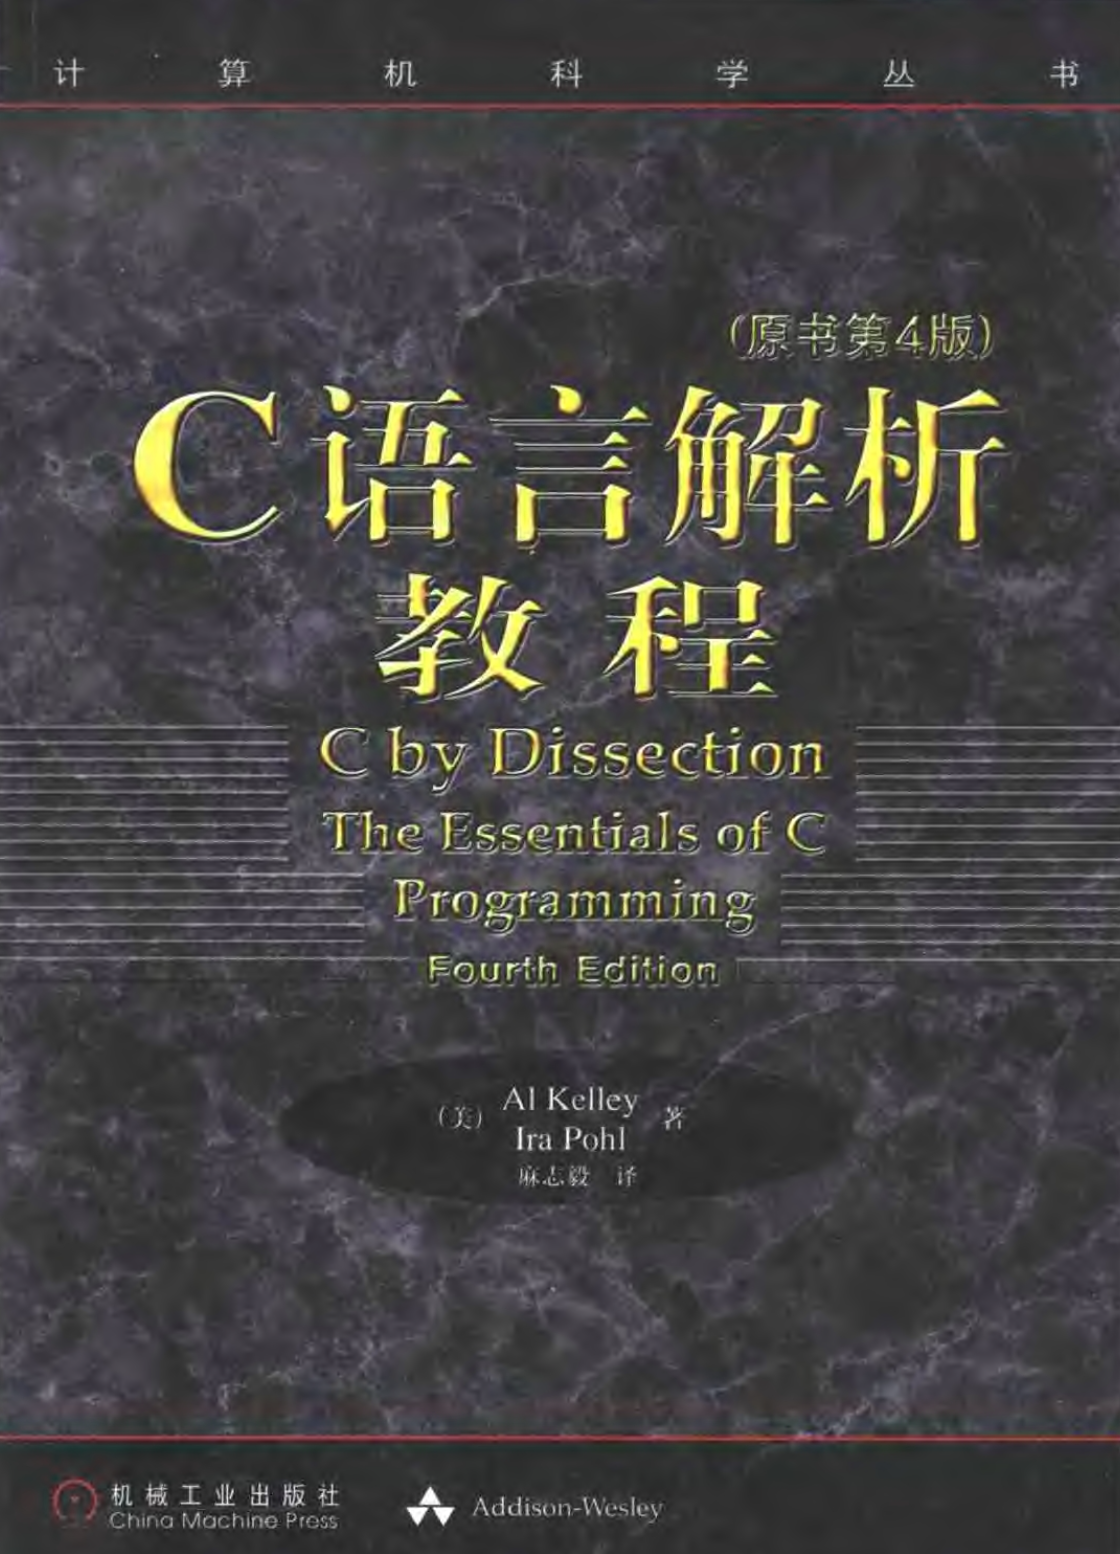 计算机科学丛书
(原书第4版)
C语言解析
教程
C by Dissection
The Essentials of C
Programming
Fourth Edition
(美) Al Kelley 著
Ira Pohl
麻志毅 译
机械工业出版社
China Machine Press
Addison-Wesley